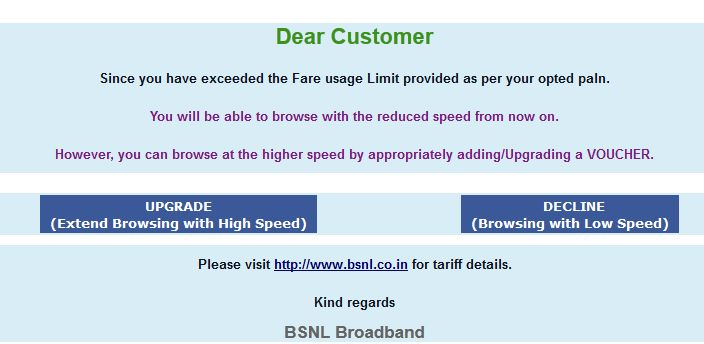 Dear Customer
Since you have exceeded the Fare usage Limit provided as per your opted paln.
You will be able to browse with the reduced speed from now on.
However, you can browse at the higher speed by appropriately adding/Upgrading a VOUCHER.
UPGRADE
(Extend Browsing with High Speed)
DECLINE
(Browsing with Low Speed)
Please visit http://www.bsnl.co.in for tariff details.
Kind regards
BSNL Broadband